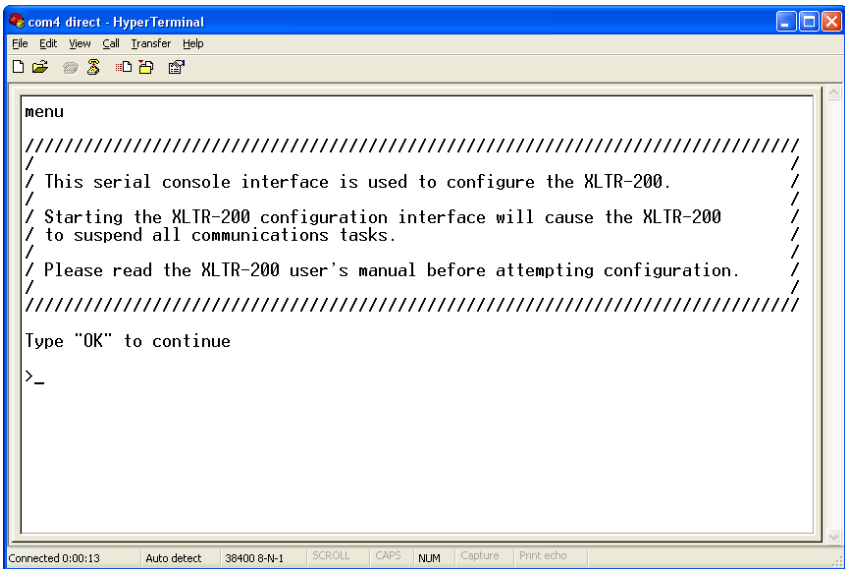 com4 direct - HyperTerminal
File Edit View Call Transfer Help
menu
///////////////////////////////////////////////////////////////////////////////
/ /
/ This serial console interface is used to configure the XLTR-200. /
/ /
/ Starting the XLTR-200 configuration interface will cause the XLTR-200 /
/ to suspend all communications tasks. /
/ /
/ Please read the XLTR-200 user's manual before attempting configuration. /
/ /
///////////////////////////////////////////////////////////////////////////////
Type "OK" to continue
>_
Connected 0:00:13 Auto detect 38400 8-N-1 SCROLL CAPS NUM Capture Print echo